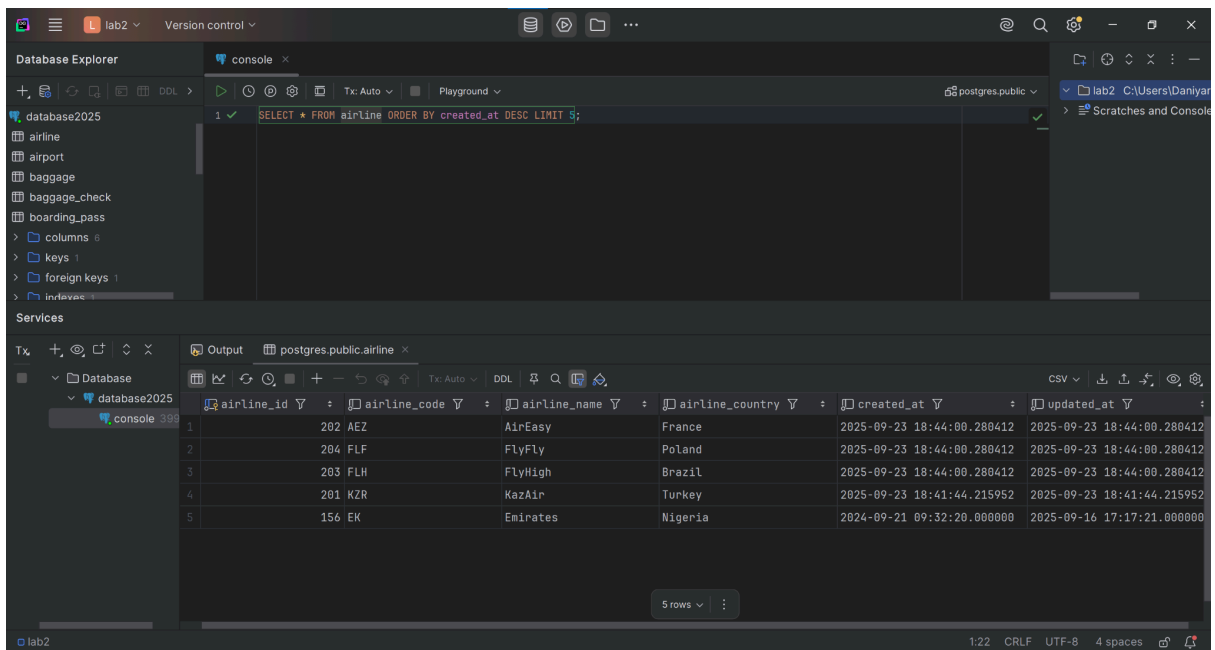 L lab2 Version control
Database Explorer
console
DDL
Tx: Auto Playground postgres.public
lab2 C:\Users\Daniyar
Scratches and Console
database2025
airline
airport
baggage
baggage_check
boarding_pass
columns 6
keys 1
foreign keys 1
indexes 1
1 SELECT * FROM airline ORDER BY created_at DESC LIMIT 5;
Services
Tx
Database
database2025
console 399
Output postgres.public.airline
Tx: Auto DDL CSV
airline_id airline_code airline_name airline_country created_at updated_at
1 202 AEZ AirEasy France 2025-09-23 18:44:00.280412 2025-09-23 18:44:00.280412
2 204 FLF FlyFly Poland 2025-09-23 18:44:00.280412 2025-09-23 18:44:00.280412
3 203 FLH FlyHigh Brazil 2025-09-23 18:44:00.280412 2025-09-23 18:44:00.280412
4 201 KZR KazAir Turkey 2025-09-23 18:41:44.215952 2025-09-23 18:41:44.215952
5 156 EK Emirates Nigeria 2024-09-21 09:32:20.000000 2025-09-16 17:17:21.000000
5 rows
lab2 1:22 CRLF UTF-8 4 spaces